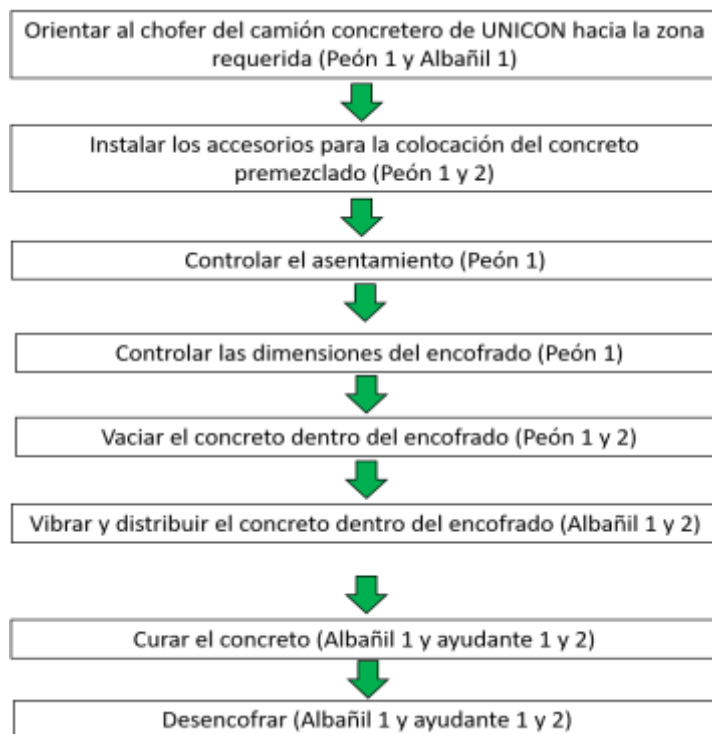 Orientar al chofer del camión concretero de UNICON hacia la zona
requerida (Peón 1 y Albañil 1)
Instalar los accesorios para la colocación del concreto
premezclado (Peón 1 y 2)
Controlar el asentamiento (Peón 1)
Controlar las dimensiones del encofrado (Peón 1)
Vaciar el concreto dentro del encofrado (Peón 1 y 2)
Vibrar y distribuir el concreto dentro del encofrado (Albañil 1 y 2)
Curar el concreto (Albañil 1 y ayudante 1 y 2)
Desencofrar (Albañil 1 y ayudante 1 y 2)